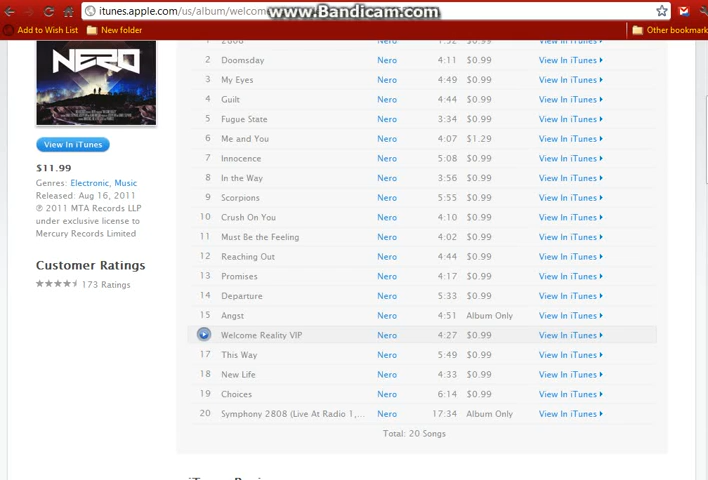 itunes.apple.com/us/album/welcom
www.Bandicam.com
Add to Wish List New folder Other bookmark
NERO
View In iTunes
$11.99
Genres: Electronic, Music
Released: Aug 16, 2011
℗ 2011 MTA Records LLP
under exclusive license to
Mercury Records Limited
Customer Ratings
173 Ratings
1 2808 Nero 1:32 $0.99 View In iTunes
2 Doomsday Nero 4:11 $0.99 View In iTunes
3 My Eyes Nero 4:49 $0.99 View In iTunes
4 Guilt Nero 4:44 $0.99 View In iTunes
5 Fugue State Nero 3:34 $0.99 View In iTunes
6 Me and You Nero 4:07 $1.29 View In iTunes
7 Innocence Nero 5:08 $0.99 View In iTunes
8 In the Way Nero 3:56 $0.99 View In iTunes
9 Scorpions Nero 5:55 $0.99 View In iTunes
10 Crush On You Nero 4:10 $0.99 View In iTunes
11 Must Be the Feeling Nero 4:02 $0.99 View In iTunes
12 Reaching Out Nero 4:44 $0.99 View In iTunes
13 Promises Nero 4:17 $0.99 View In iTunes
14 Departure Nero 5:33 $0.99 View In iTunes
15 Angst Nero 4:51 Album Only View In iTunes
Welcome Reality VIP Nero 4:27 $0.99 View In iTunes
17 This Way Nero 5:49 $0.99 View In iTunes
18 New Life Nero 4:33 $0.99 View In iTunes
19 Choices Nero 6:14 $0.99 View In iTunes
20 Symphony 2808 (Live At Radio 1,... Nero 17:34 Album Only View In iTunes
Total: 20 Songs